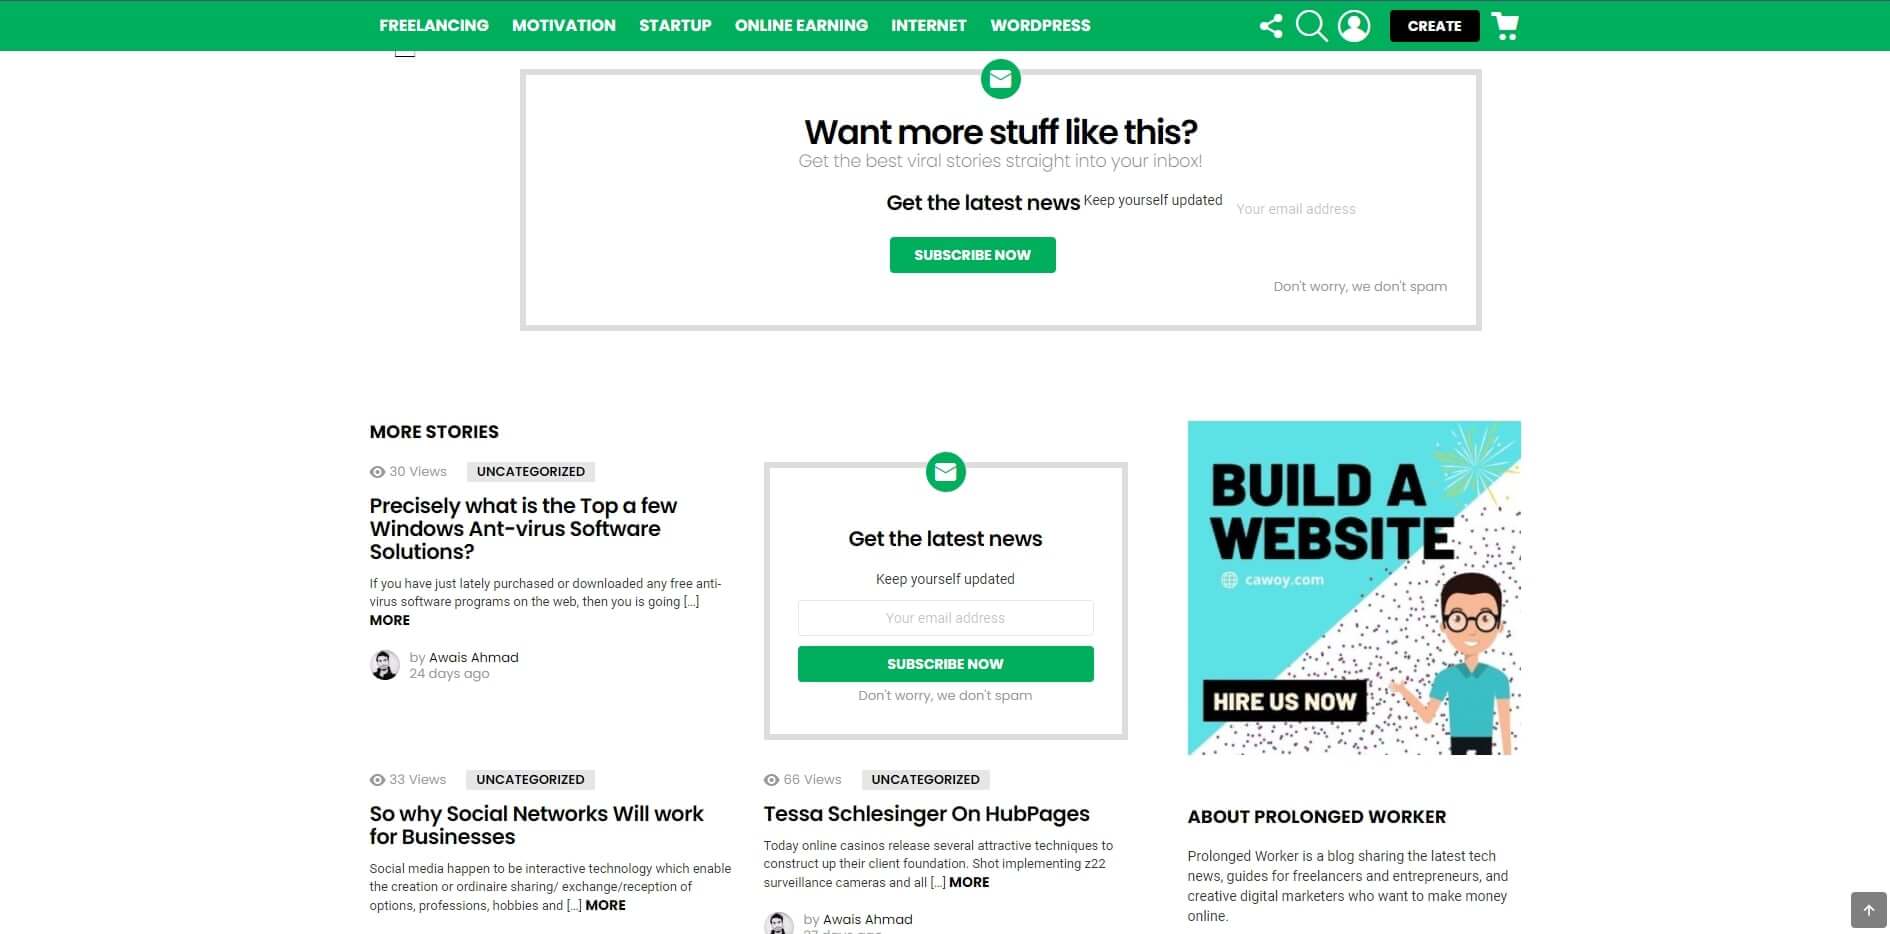 FREELANCING MOTIVATION STARTUP ONLINE EARNING INTERNET WORDPRESS CREATE
Want more stuff like this?
Get the best viral stories straight into your inbox!
Get the latest news Keep yourself updated Your email address
SUBSCRIBE NOW
Don't worry, we don't spam
MORE STORIES
30 Views UNCATEGORIZED
Precisely what is the Top a few
Windows Ant-virus Software
Solutions?
If you have just lately purchased or downloaded any free anti-
virus software programs on the web, then you is going [...]
MORE
by Awais Ahmad
24 days ago
Get the latest news
Keep yourself updated
Your email address
SUBSCRIBE NOW
Don't worry, we don't spam
33 Views UNCATEGORIZED
So why Social Networks Will work
for Businesses
Social media happen to be interactive technology which enable
the creation or ordinaire sharing/ exchange/reception of
options, professions, hobbies and [...] MORE
66 Views UNCATEGORIZED
Tessa Schlesinger On HubPages
Today online casinos release several attractive techniques to
construct up their client foundation. Shot implementing z22
surveillance cameras and all [...] MORE
by Awais Ahmad
BUILD A
WEBSITE
cawoy.com
HIRE US NOW
ABOUT PROLONGED WORKER
Prolonged Worker is a blog sharing the latest tech
news, guides for freelancers and entrepreneurs, and
creative digital marketers who want to make money
online.